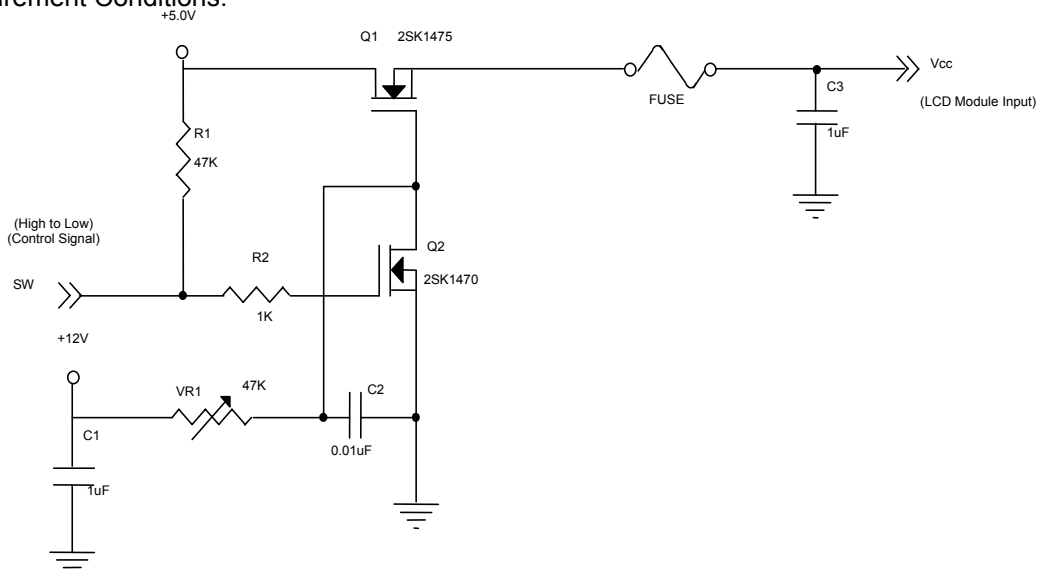 +5.0V
Q1 2SK1475
Vcc
FUSE
C3
(LCD Module Input)
1uF
R1
47K
(High to Low)
(Control Signal)
Q2
R2
2SK1470
SW
1K
+12V
VR1
47K
C2
C1
0.01uF
1uF